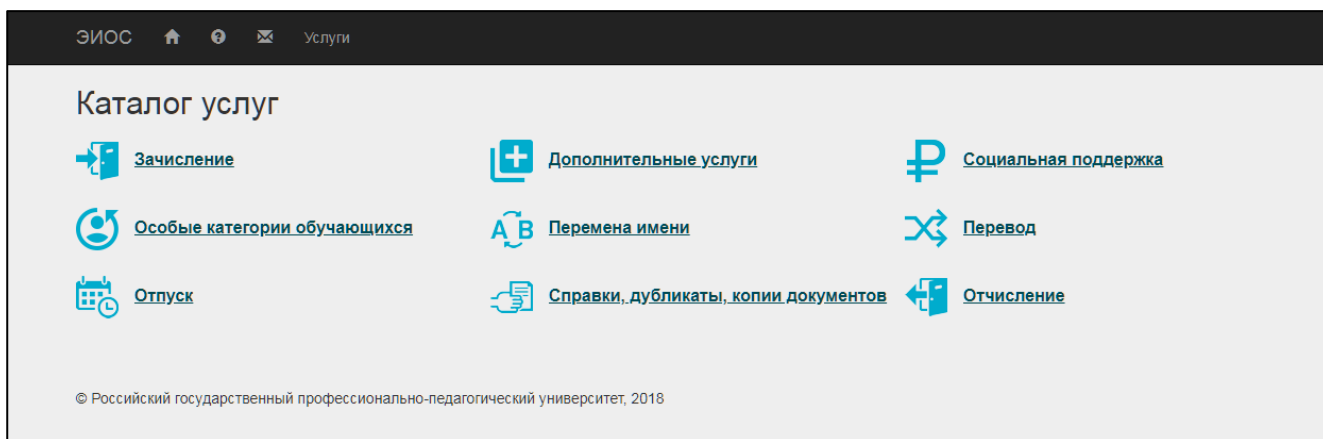 ЭИОС Услуги
Каталог услуг
Зачисление Дополнительные услуги Социальная поддержка
Особые категории обучающихся A B Перемена имени Перевод
Отпуск Справки, дубликаты, копии документов Отчисление
© Российский государственный профессионально-педагогический университет, 2018